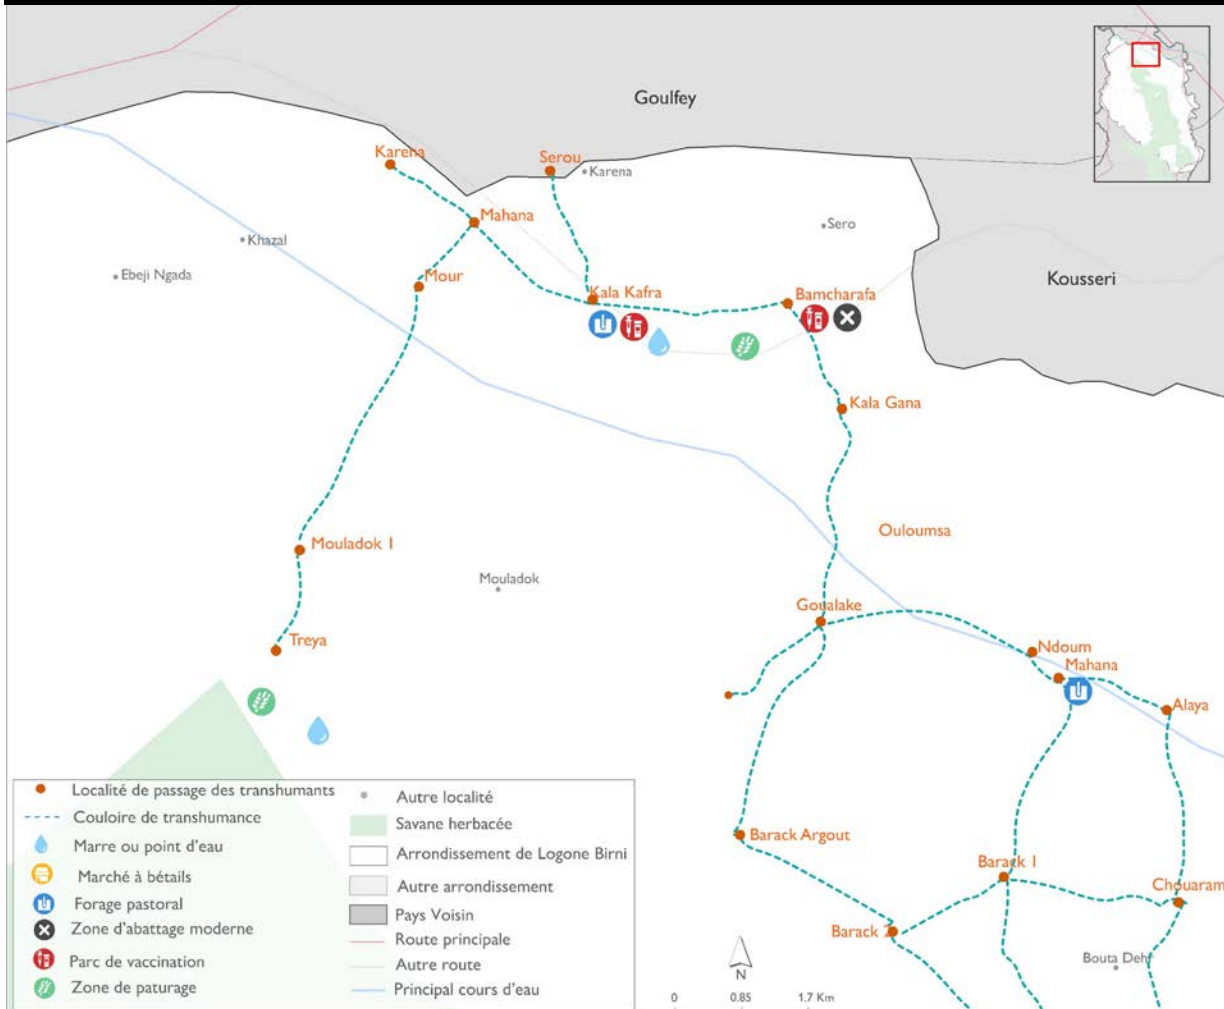 Goulfey
Karena
Serou
Karena
Mahana
Sero
Khazal
Ebeji Ngada
Mour
Kousseri
Kala Kafra
Bamcharafa
Kala Gana
Ouloumsa
Mouladok 1
Mouladok
Goualake
Treya
Ndoum
Mahana
Alaya
Barack Argout
Barack 1
Chouaram
Barack 2
Bouta Deh
Localité de passage des transhumants
Couloire de transhumance
Marre ou point d'eau
Marché à bétails
Forage pastoral
Zone d'abattage moderne
Parc de vaccination
Zone de paturage
Autre localité
Savane herbacée
Arrondissement de Logone Birni
Autre arrondissement
Pays Voisin
Route principale
Autre route
Principal cours d'eau
N
0 0.85 1.7 Km